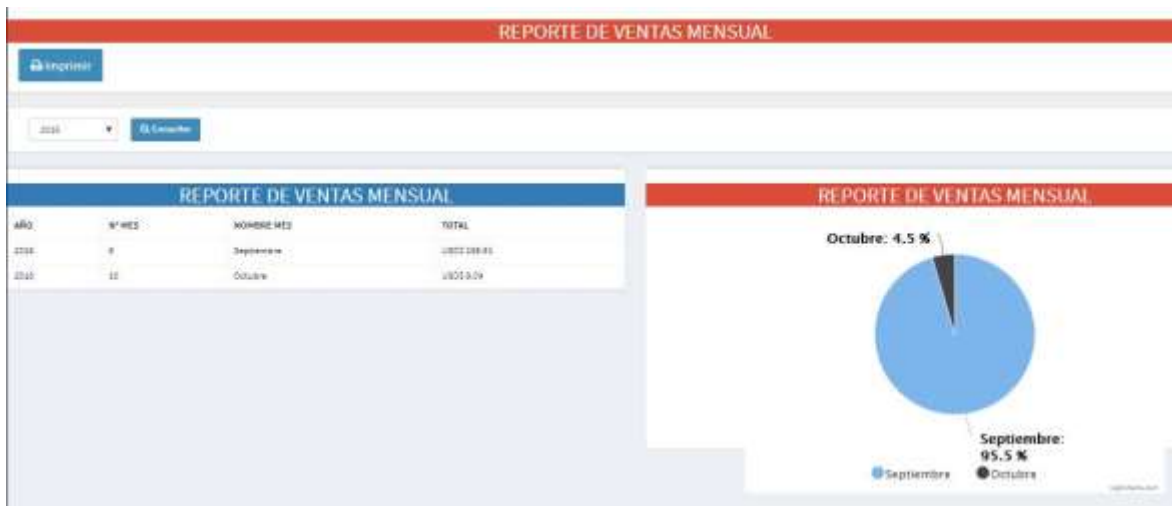 REPORTE DE VENTAS MENSUAL
Imprimir
2016
Consultar
REPORTE DE VENTAS MENSUAL
AÑO N° MES NOMBRE MES TOTAL
2016 9 Septiembre
2016 10 Octubre
REPORTE DE VENTAS MENSUAL
Octubre: 4.5 %
Septiembre:
95.5 %
Septiembre Octubre